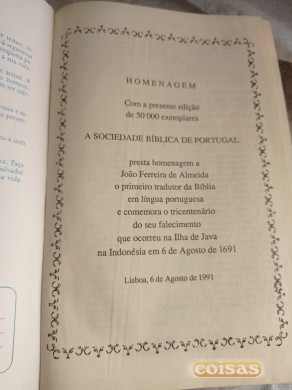 HOMENAGEM
Com a presente edição
de 50 000 exemplares
A SOCIEDADE BÍBLICA DE PORTUGAL
presta homenagem a
João Ferreira de Almeida
o primeiro tradutor da Bíblia
em língua portuguesa
e comemora o tricentenário
do seu falecimento
que ocorreu na Ilha de Java
na Indonésia em 6 de Agosto de 1691
Lisboa, 6 de Agosto de 1991
coisas